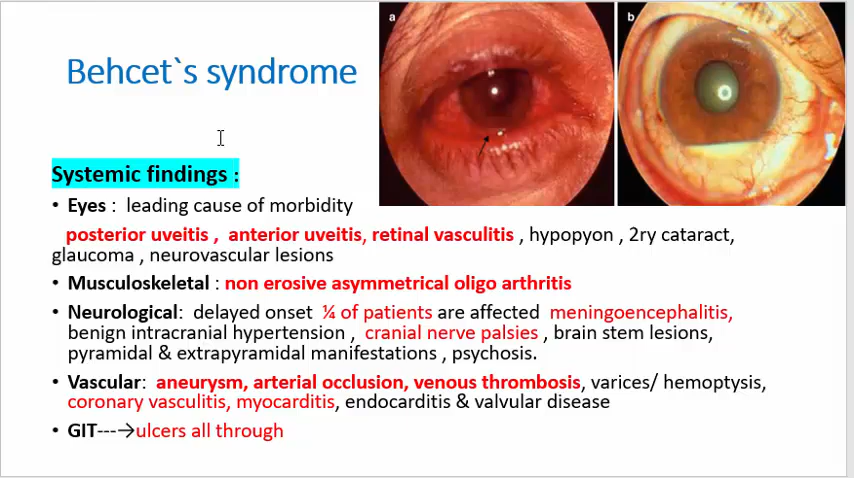 a
b
Behcet`s syndrome
Systemic findings :
• Eyes : leading cause of morbidity
posterior uveitis , anterior uveitis, retinal vasculitis , hypopyon , 2ry cataract,
glaucoma , neurovascular lesions
• Musculoskeletal : non erosive asymmetrical oligo arthritis
• Neurological: delayed onset ¼ of patients are affected meningoencephalitis,
benign intracranial hypertension , cranial nerve palsies , brain stem lesions,
pyramidal & extrapyramidal manifestations , psychosis.
• Vascular: aneurysm, arterial occlusion, venous thrombosis, varices/ hemoptysis,
coronary vasculitis, myocarditis, endocarditis & valvular disease
• GIT---→ulcers all through